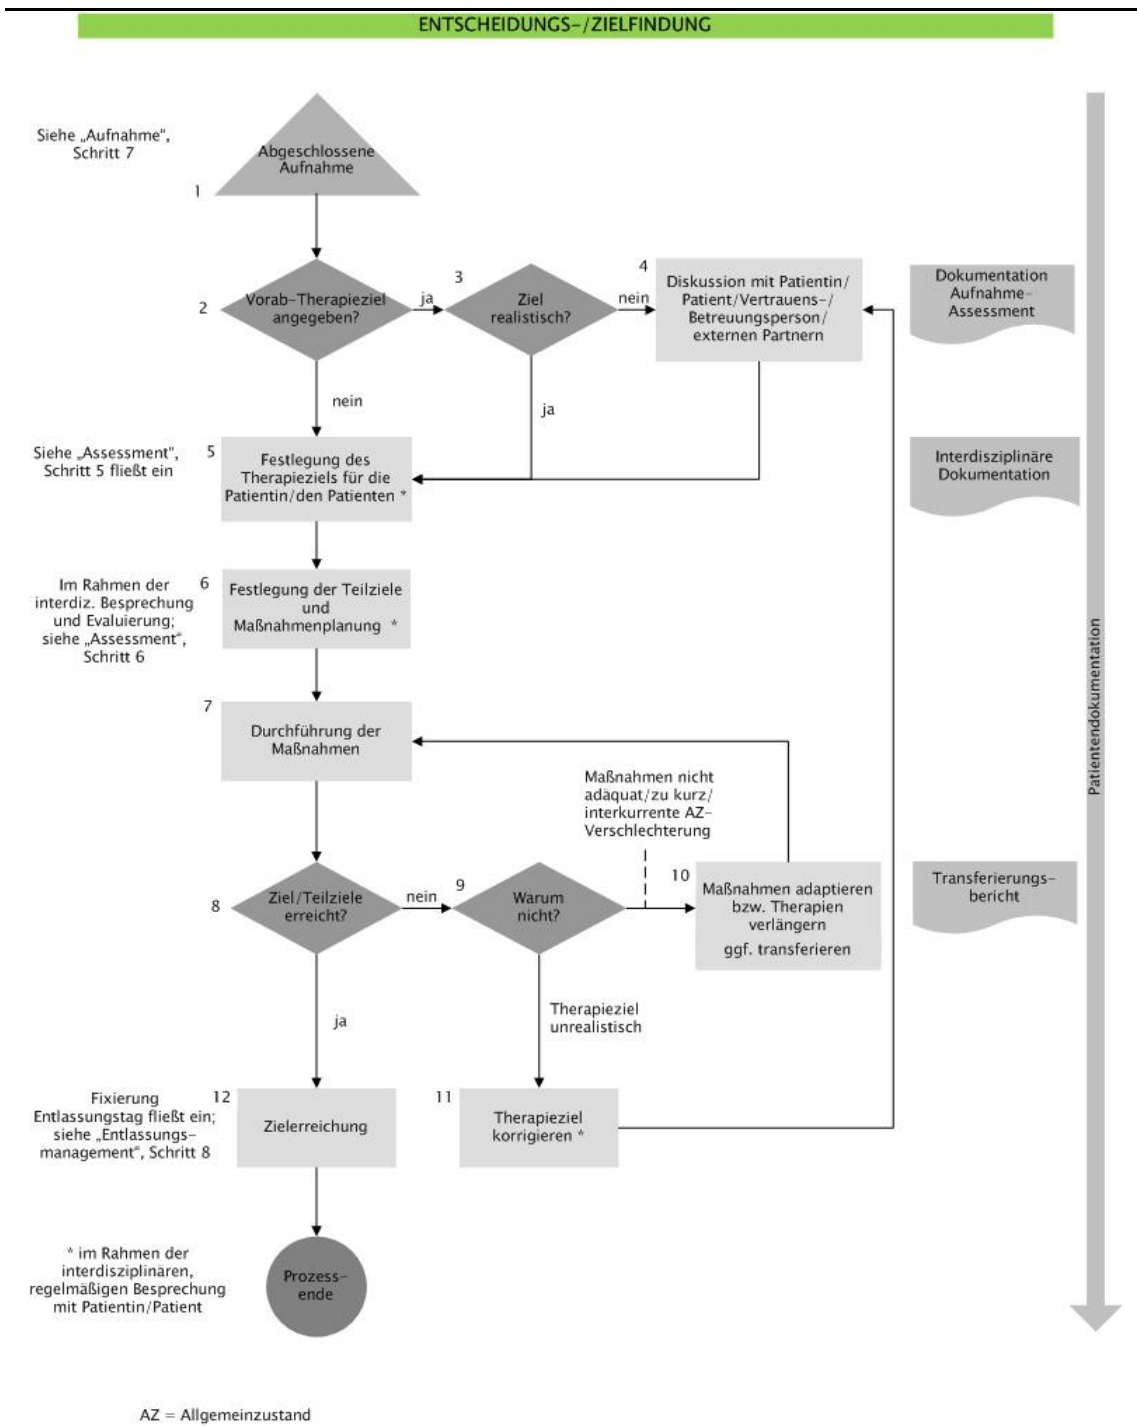 ENTSCHEIDUNGS-/ZIELFINDUNG
Siehe „Aufnahme“,
Schritt 7
Abgeschlossene
Aufnahme
1
2
Vorab-Therapieziel
angegeben?
ja
3
Ziel
realistisch?
nein
4
Diskussion mit Patientin/
Patient/Vertrauens-/
Betreuungsperson/
externen Partnern
Dokumentation
Aufnahme-
Assessment
nein
ja
Siehe „Assessment“,
Schritt 5 fließt ein
5
Festlegung des
Therapieziels für die
Patientin/den Patienten *
Interdisziplinäre
Dokumentation
Im Rahmen der
interdiz. Besprechung
und Evaluierung;
siehe „Assessment“,
Schritt 6
6
Festlegung der Teilziele
und
Maßnahmenplanung *
Patientendokumentation
7
Durchführung der
Maßnahmen
Maßnahmen nicht
adäquat/zu kurz/
interkurrente AZ-
Verschlechterung
8
Ziel/Teilziele
erreicht?
nein
9
Warum
nicht?
10
Maßnahmen adaptieren
bzw. Therapien
verlängern
ggf. transferieren
Transferierungs-
bericht
ja
Therapieziel
unrealistisch
Fixierung
Entlassungstag fließt ein;
siehe „Entlassungs-
management“, Schritt 8
12
Zielerreichung
11
Therapieziel
korrigieren *
* im Rahmen der
interdisziplinären,
regelmäßigen Besprechung
mit Patientin/Patient
Prozess-
ende
AZ = Allgemeinzustand